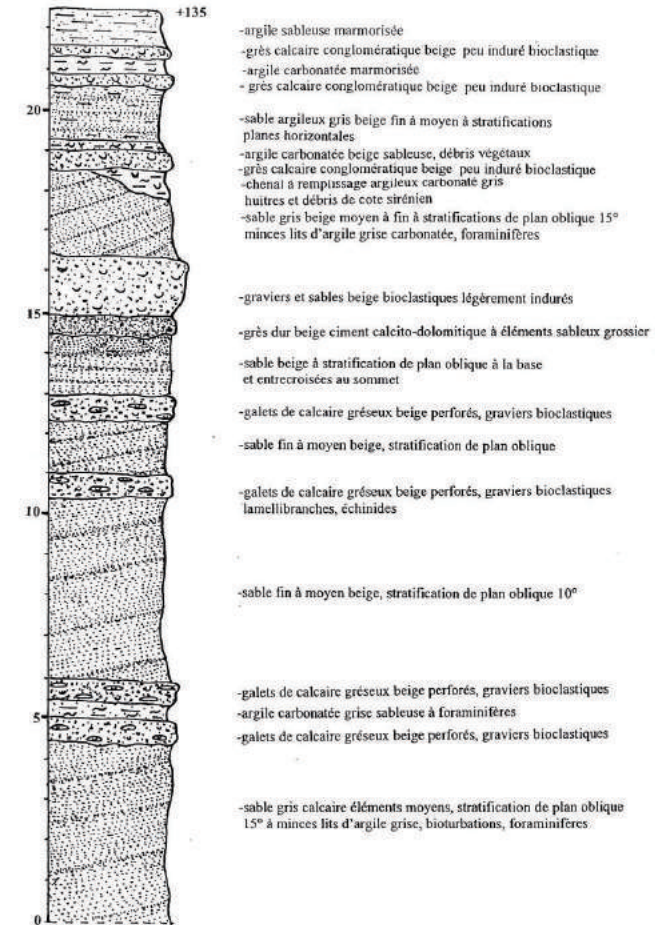 +135
-argile sableuse marmorisée
-grès calcaire conglomératique beige peu induré bioclastique
-argile carbonatée marmorisée
- grès calcaire conglomératique beige peu induré bioclastique
20
-sable argileux gris beige fin à moyen à stratifications
planes horizontales
-argile carbonatée beige sableuse, débris végétaux
-grès calcaire conglomératique beige peu induré bioclastique
-chenal à remplissage argileux carbonaté gris
huitres et débris de cote sirénien
-sable gris beige moyen à fin à stratifications de plan oblique 15°
minces lits d'argile grise carbonatée, foraminifères
15
-graviers et sables beige bioclastiques légèrement indurés
-grès dur beige ciment calcito-dolomitique à éléments sableux grossier
-sable beige à stratification de plan oblique à la base
et entrecroisées au sommet
-galets de calcaire gréseux beige perforés, graviers bioclastiques
-sable fin à moyen beige, stratification de plan oblique
-galets de calcaire gréseux beige perforés, graviers bioclastiques
lamellibranches, échinides
10
-sable fin à moyen beige, stratification de plan oblique 10°
-galets de calcaire gréseux beige perforés, graviers bioclastiques
-argile carbonatée grise sableuse à foraminifères
5
-galets de calcaire gréseux beige perforés, graviers bioclastiques
-sable gris calcaire éléments moyens, stratification de plan oblique
15° à minces lits d'argile grise, bioturbations, foraminifères
0